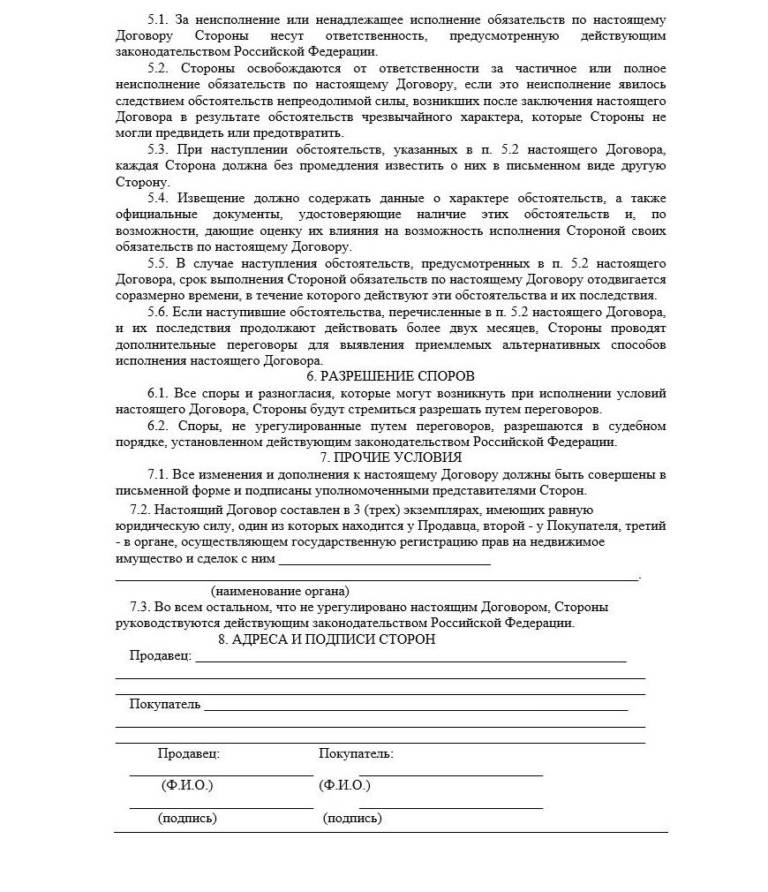 5.1. За неисполнение или ненадлежащее исполнение обязательств по настоящему
Договору Стороны несут ответственность, предусмотренную действующим
законодательством Российской Федерации.
5.2. Стороны освобождаются от ответственности за частичное или полное
неисполнение обязательств по настоящему Договору, если это неисполнение явилось
следствием обстоятельств непреодолимой силы, возникших после заключения настоящего
Договора в результате обстоятельств чрезвычайного характера, которые Стороны не
могли предвидеть или предотвратить.
5.3. При наступлении обстоятельств, указанных в п. 5.2 настоящего Договора,
каждая Сторона должна без промедления известить о них в письменном виде другую
Сторону.
5.4. Извещение должно содержать данные о характере обстоятельств, а также
официальные документы, удостоверяющие наличие этих обстоятельств и, по
возможности, дающие оценку их влияния на возможность исполнения Стороной своих
обязательств по настоящему Договору.
5.5. В случае наступления обстоятельств, предусмотренных в п. 5.2 настоящего
Договора, срок выполнения Стороной обязательств по настоящему Договору отодвигается
соразмерно времени, в течение которого действуют эти обстоятельства и их последствия.
5.6. Если наступившие обстоятельства, перечисленные в п. 5.2 настоящего Договора,
и их последствия продолжают действовать более двух месяцев, Стороны проводят
дополнительные переговоры для выявления приемлемых альтернативных способов
исполнения настоящего Договора.
6. РАЗРЕШЕНИЕ СПОРОВ
6.1. Все споры и разногласия, которые могут возникнуть при исполнении условий
настоящего Договора, Стороны будут стремиться разрешать путем переговоров.
6.2. Споры, не урегулированные путем переговоров, разрешаются в судебном
порядке, установленном действующим законодательством Российской Федерации.
7. ПРОЧИЕ УСЛОВИЯ
7.1. Все изменения и дополнения к настоящему Договору должны быть совершены в
письменной форме и подписаны уполномоченными представителями Сторон.
7.2. Настоящий Договор составлен в 3 (трех) экземплярах, имеющих равную
юридическую силу, один из которых находится у Продавца, второй - у Покупателя, третий
- в органе, осуществляющем государственную регистрацию прав на недвижимое
имущество и сделок с ним ______________________________
__________________________________________________________________________.
(наименование органа)
7.3. Во всем остальном, что не урегулировано настоящим Договором, Стороны
руководствуются действующим законодательством Российской Федерации.
8. АДРЕСА И ПОДПИСИ СТОРОН
Продавец: _____________________________________________________________
Покупатель ____________________________________________________________
Продавец: Покупатель:
(Ф.И.О.) (Ф.И.О.)
(подпись) (подпись)